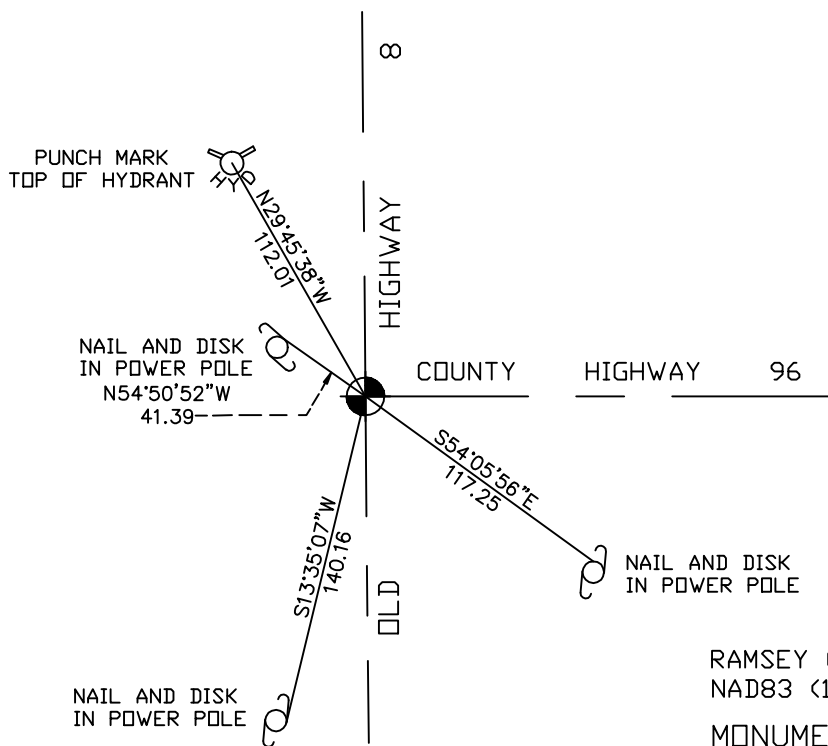 8
PUNCH MARK
TOP OF HYDRANT
HYD
N29°45'38"W
112.01
HIGHWAY
NAIL AND DISK
IN POWER POLE
N54°50'52"W
41.39
COUNTY HIGHWAY 96
S54°05'56"E
117.25
S13°35'07"W
140.16
OLD
NAIL AND DISK
IN POWER POLE
NAIL AND DISK
IN POWER POLE
RAMSEY
NAD83 (1
MONUME